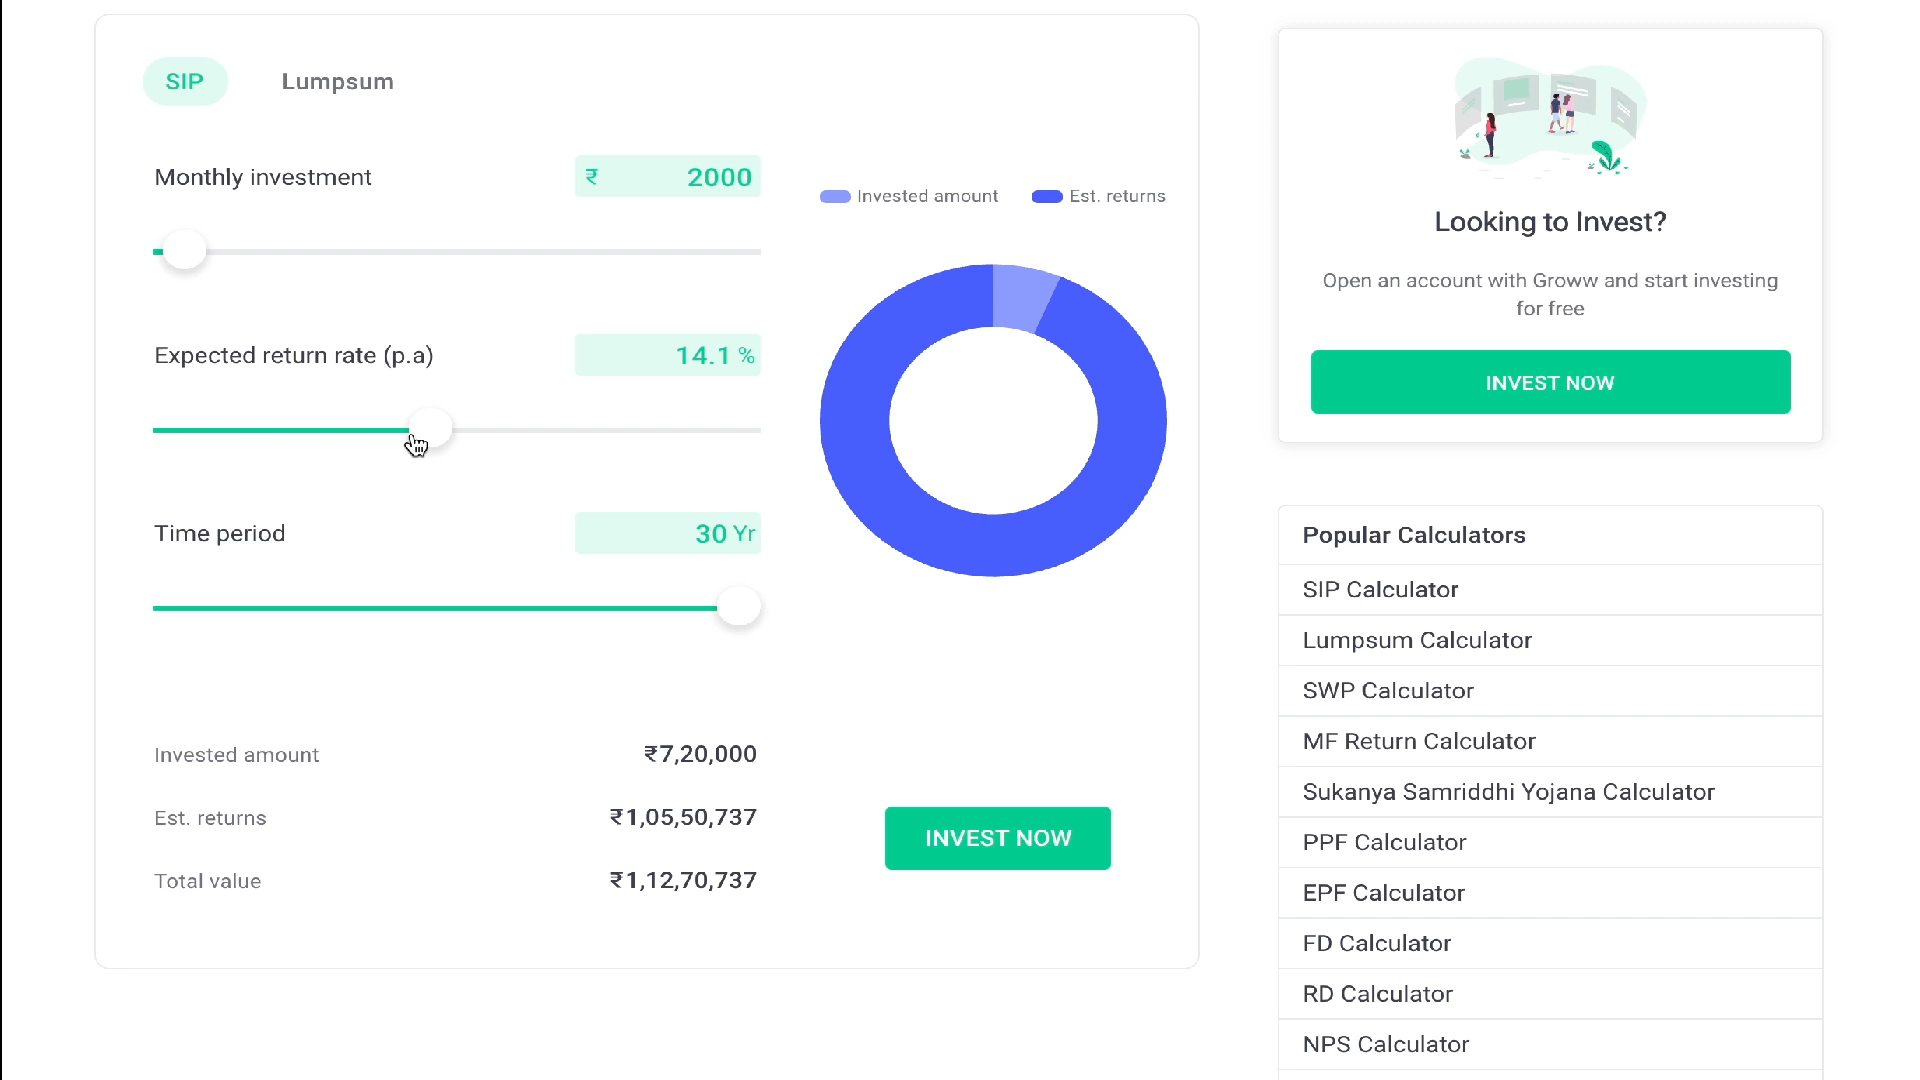 SIP
Lumpsum
Monthly investment
₹ 2000
Expected return rate (p.a)
14.1 %
Time period
30 Yr
Invested amount
₹7,20,000
Est. returns
₹1,05,50,737
Total value
₹1,12,70,737
Invested amount
Est. returns
INVEST NOW
Looking to Invest?
Open an account with Groww and start investing
for free
INVEST NOW
Popular Calculators
SIP Calculator
Lumpsum Calculator
SWP Calculator
MF Return Calculator
Sukanya Samriddhi Yojana Calculator
PPF Calculator
EPF Calculator
FD Calculator
RD Calculator
NPS Calculator